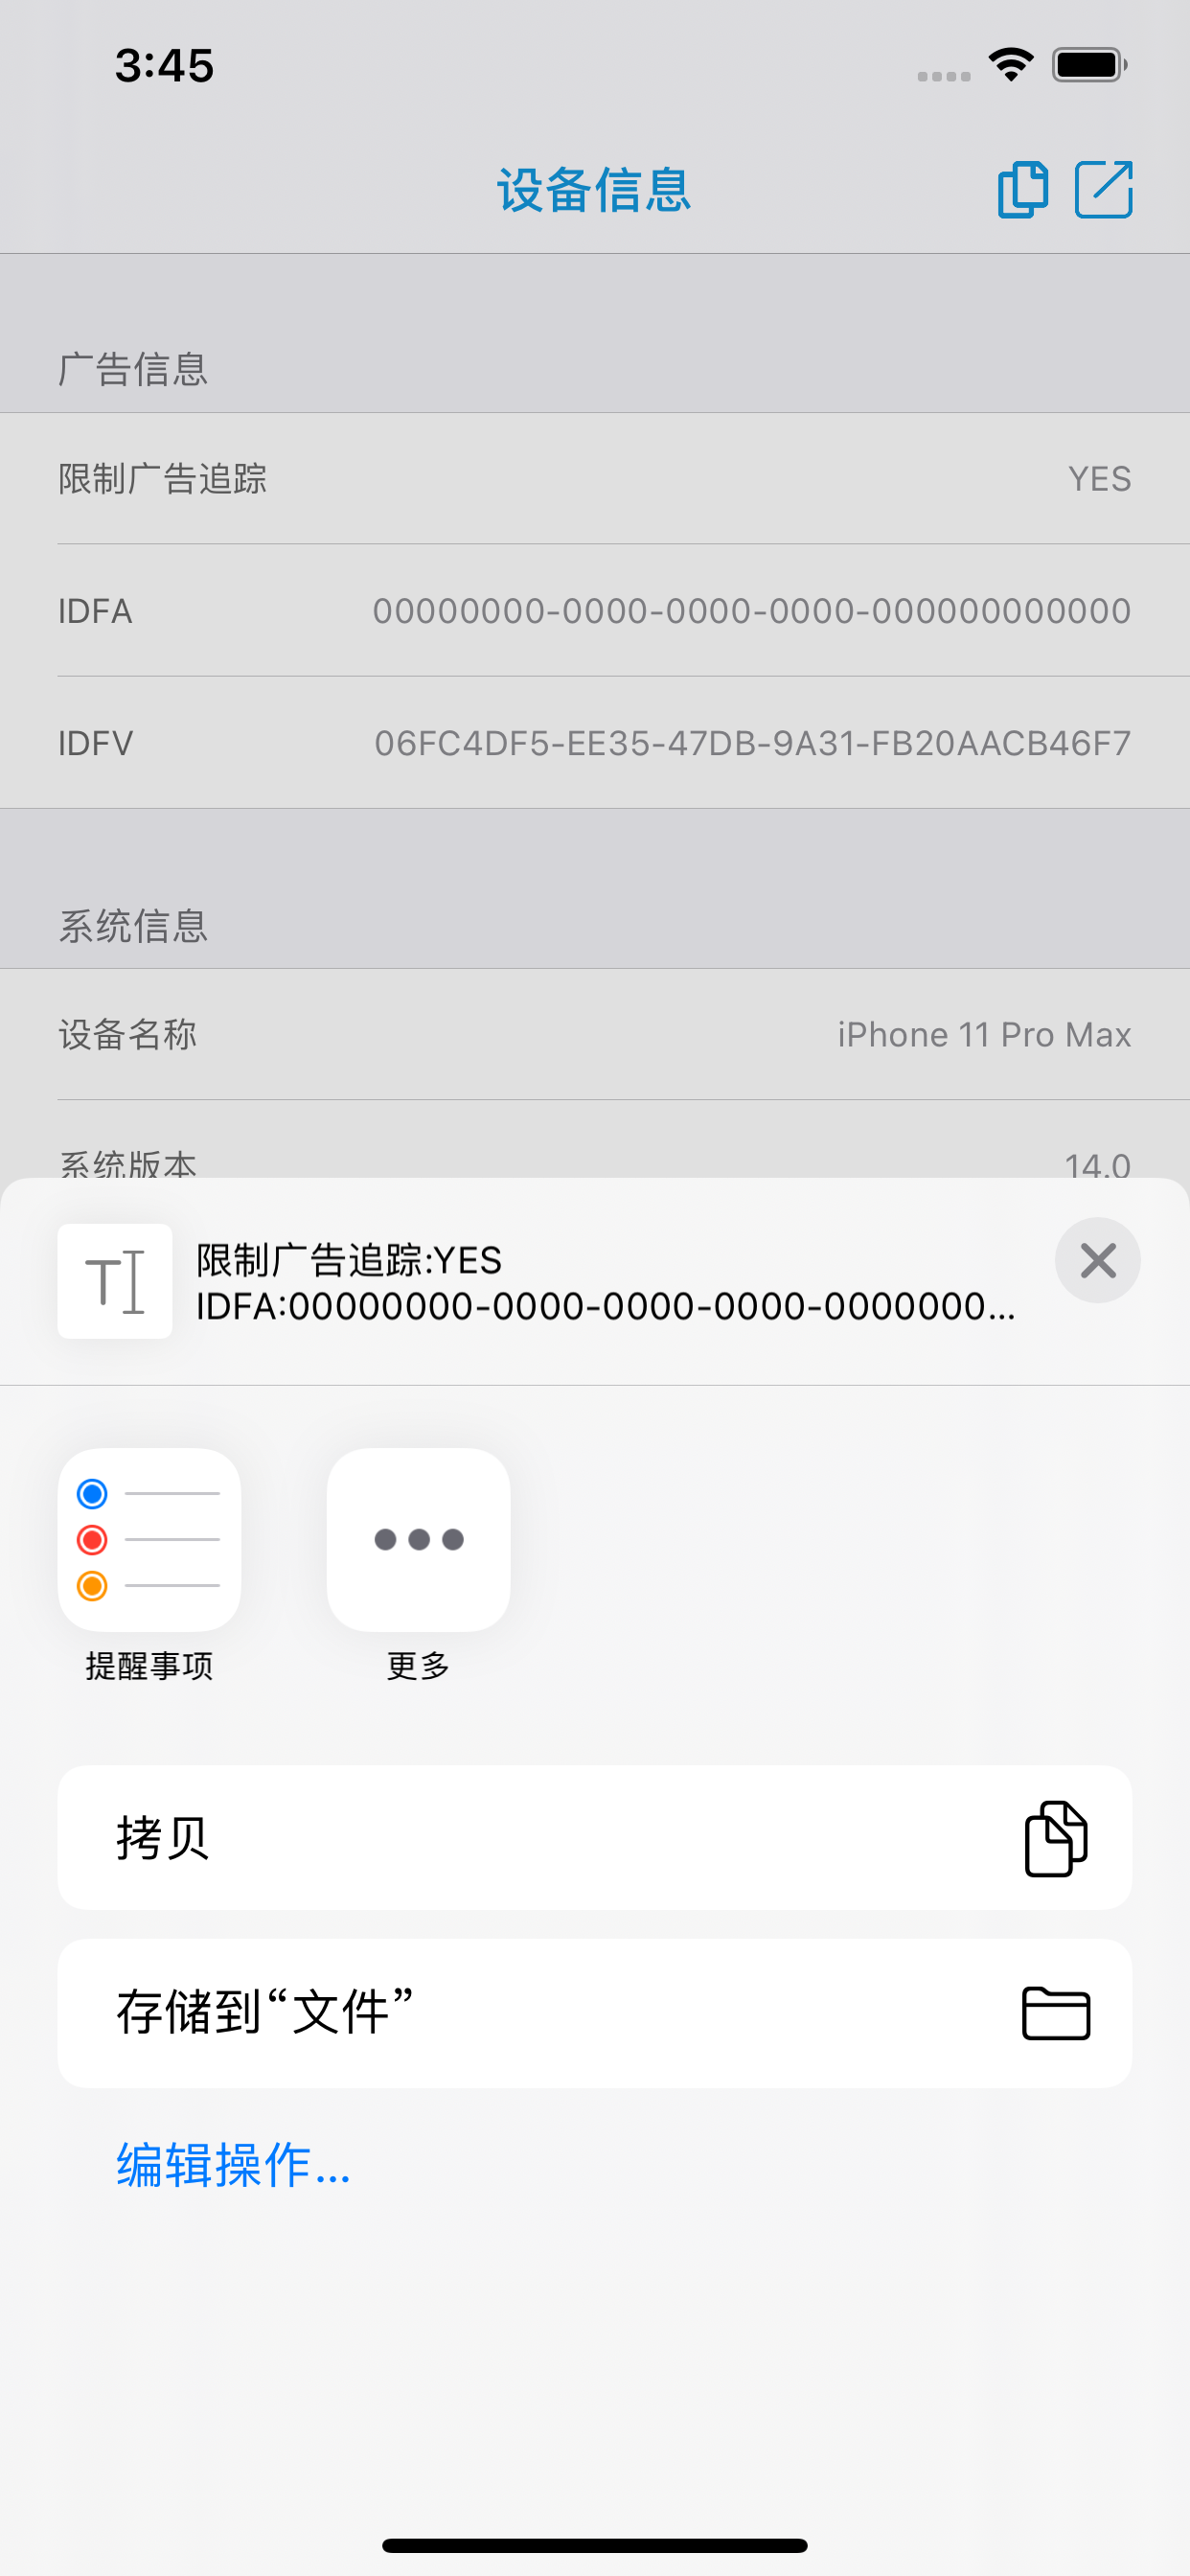 3:45
设备信息
广告信息
限制广告追踪 YES
IDFA 00000000-0000-0000-0000-000000000000
IDFV 06FC4DF5-EE35-47DB-9A31-FB20AACB46F7
系统信息
设备名称 iPhone 11 Pro Max
系统版本 14.0
限制广告追踪:YES
IDFA:00000000-0000-0000-0000-0000000...
提醒事项 更多
拷贝
存储到“文件”
编辑操作...